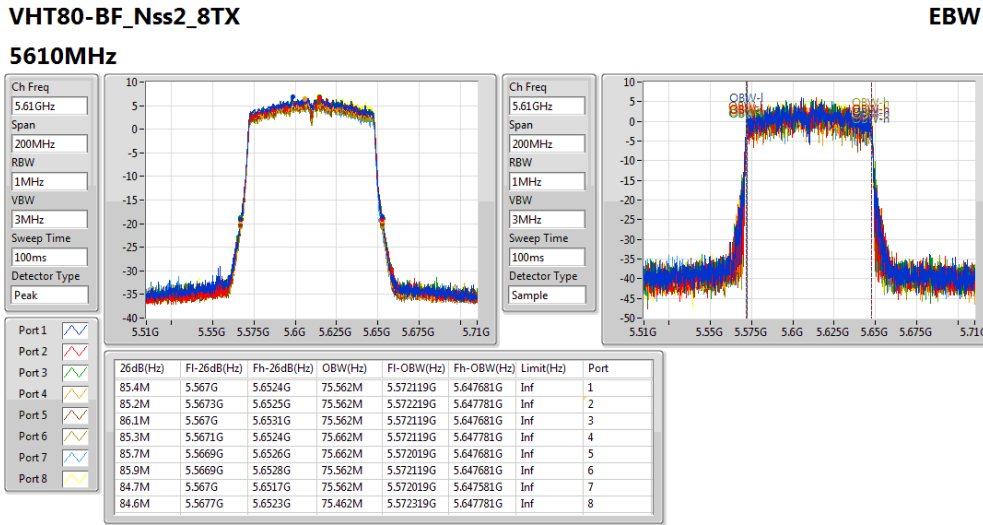 VHT80-BF_Nss2_8TX
EBW
5610MHz
Ch Freq
5.61GHz
Span
200MHz
RBW
1MHz
VBW
3MHz
Sweep Time
100ms
Detector Type
Peak
10
5
0
-5
-10
-15
-20
-25
-30
-35
-40
5.51G 5.55G 5.575G 5.6G 5.625G 5.65G 5.675G 5.71G
Ch Freq
5.61GHz
Span
200MHz
RBW
1MHz
VBW
3MHz
Sweep Time
100ms
Detector Type
Sample
10
5
0
-5
-10
-15
-20
-25
-30
-35
-40
-45
-50
OBW-l
OBW-h
5.51G 5.55G 5.575G 5.6G 5.625G 5.65G 5.675G
Port 1
Port 2
Port 3
Port 4
Port 5
Port 6
Port 7
Port 8
26dB(Hz) Fl-26dB(Hz) Fh-26dB(Hz) OBW(Hz) Fl-OBW(Hz) Fh-OBW(Hz) Limit(Hz) Port
85.4M 5.567G 5.6524G 75.562M 5.572119G 5.647681G Inf 1
85.2M 5.5673G 5.6525G 75.562M 5.572219G 5.647781G Inf 2
86.1M 5.567G 5.6531G 75.562M 5.572119G 5.647681G Inf 3
85.3M 5.5671G 5.6524G 75.662M 5.572119G 5.647781G Inf 4
85.7M 5.5669G 5.6526G 75.662M 5.572019G 5.647681G Inf 5
85.9M 5.5669G 5.6528G 75.562M 5.572119G 5.647681G Inf 6
84.7M 5.567G 5.6517G 75.562M 5.572019G 5.647581G Inf 7
84.6M 5.5677G 5.6523G 75.462M 5.572319G 5.647781G Inf 8